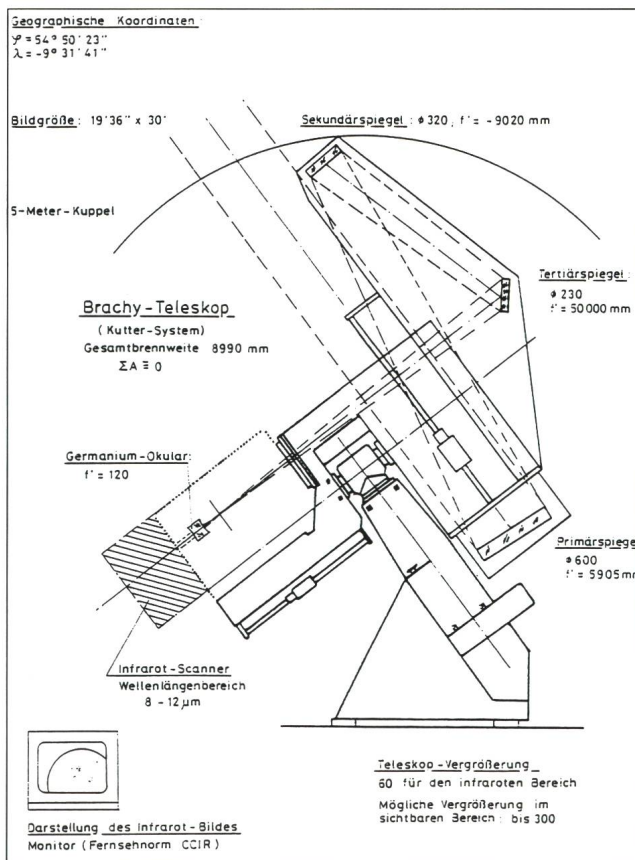 Geographische Koordinaten:
φ = 54° 50' 23"
λ = -9° 31' 41"
Bildgröße: 19'36" x 30'
Sekundärspiegel: ø 320, f' = -9020 mm
5-Meter-Kuppel
Tertiärspiegel:
ø 230
f' = 50000 mm
Brachy-Teleskop
(Kutter-System)
Gesamtbrennweite 8990 mm
ΣA ≡ 0
Germanium-Okular:
f' = 120
Primärspiegel
ø 600
f' = 5905mm
Infrarot-Scanner
Wellenlängenbereich
8 - 12 µm
Teleskop-Vergrößerung
60 für den infraroten Bereich
Mögliche Vergrößerung im
sichtbaren Bereich: bis 300
Darstellung des Infrarot-Bildes
Monitor (Fernsehnorm CCIR)